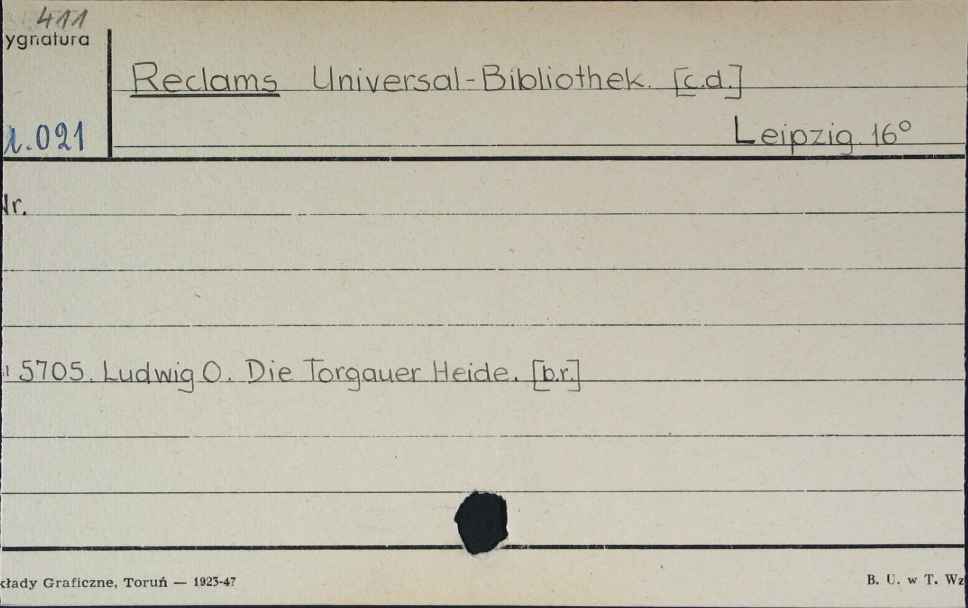 411
ygnatura
Reclams Universal-Bibliothek. [c.d.]
1.021
Leipzig. 16°
Nr.
5705. Ludwig O. Die Torgauer Heide. [b.r.]
kłady Graficzne, Toruń — 1923-47
B. U. w T. Wz